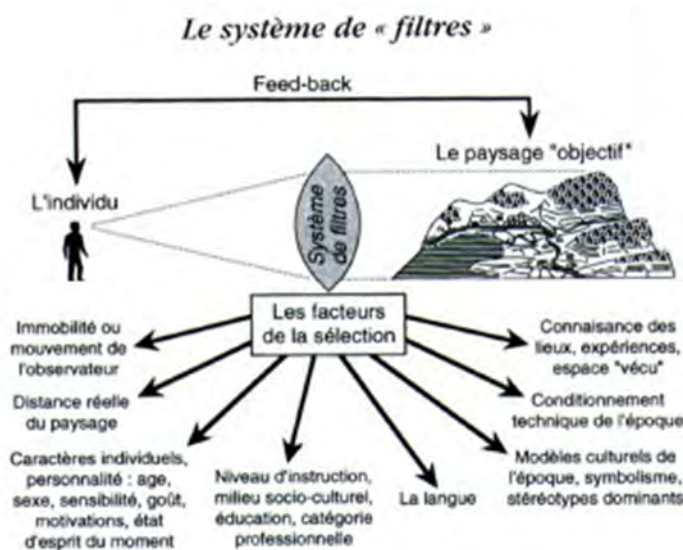 Le système de « filtres »
Feed-back
Le paysage "objectif"
L'individu
Système
de filtres
Les facteurs
de la sélection
Immobilité ou
mouvement de
l'observateur
Connaisance des
lieux, expériences,
espace "vécu"
Distance réelle
du paysage
Conditionnement
technique de l'époque
Caractères individuels,
personnalité : age,
sexe, sensibilité, goût,
motivations, état
d'esprit du moment
Niveau d'instruction,
milieu socio-culturel,
éducation, catégorie
professionnelle
La langue
Modèles culturels de
l'époque, symbolisme,
stéréotypes dominants